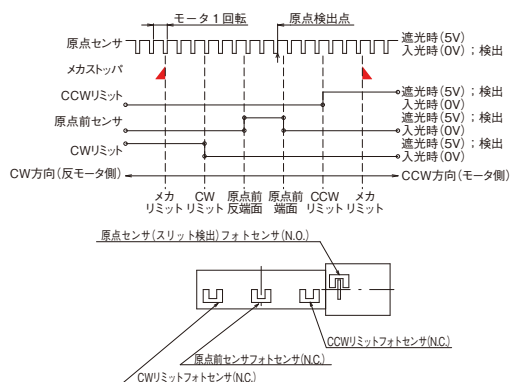 モータ1回転
原点検出点
原点センサ
遮光時(5V)
入光時(0V);検出
メカストッパ
CCWリミット
遮光時(5V);検出
入光時(0V)
原点前センサ
遮光時(5V);検出
入光時(0V)
CWリミット
遮光時(5V);検出
入光時(0V)
CW方向(反モータ側)
CCW方向(モータ側)
メカ
リミット
CW
リミット
原点前
反端面
原点前
端面
CCW
リミット
メカ
リミット
原点センサ(スリット検出)フォトセンサ(N.O.)
CCWリミットフォトセンサ(N.C.)
原点前センサフォトセンサ(N.C.)
CWリミットフォトセンサ(N.C.)